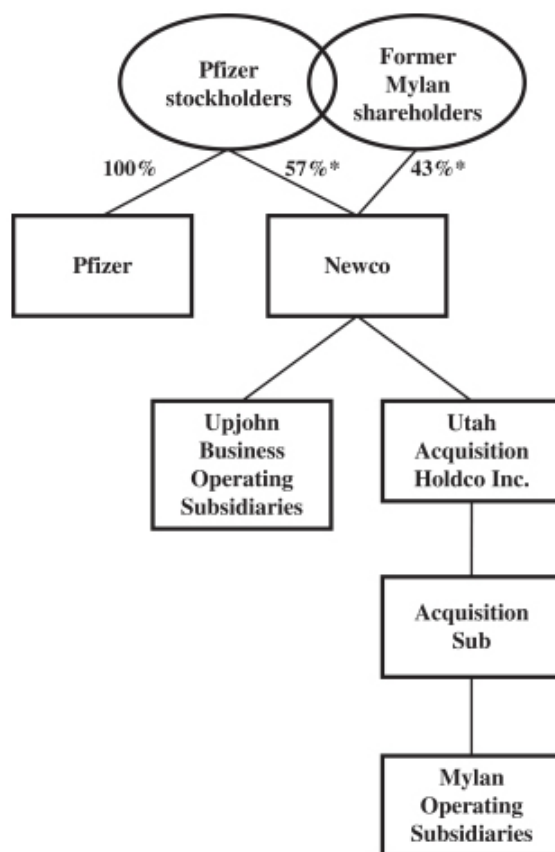 Pfizer
stockholders
Former
Mylan
shareholders
100%
57%*
43%*
Pfizer
Newco
Upjohn
Business
Operating
Subsidiaries
Utah
Acquisition
Holdco Inc.
Acquisition
Sub
Mylan
Operating
Subsidiaries